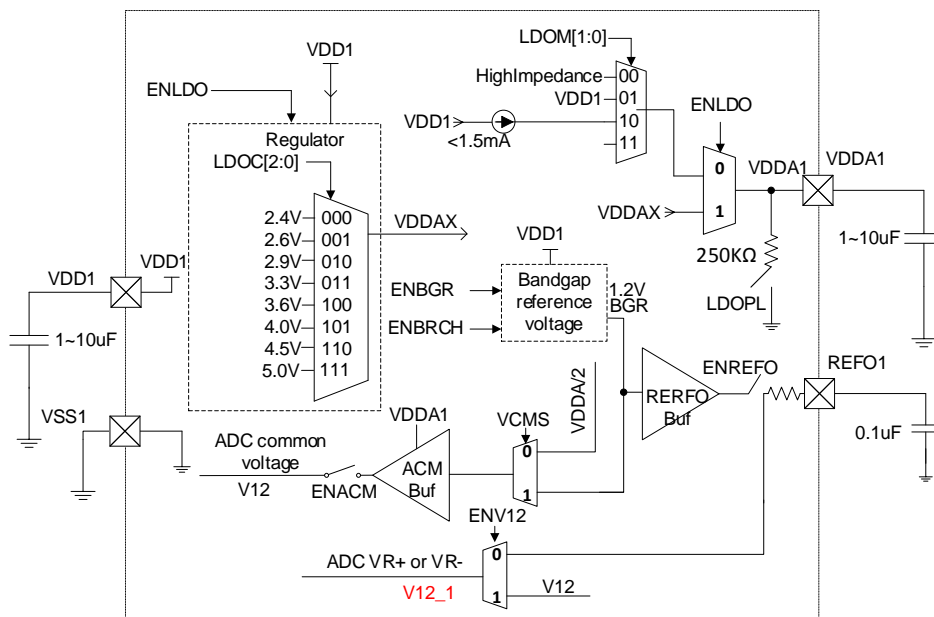 LDOM[1:0]
VDD1
HighImpedance
00
ENLDO
VDD1
01
ENLDO
VDD1
10
<1.5mA
11
Regulator
LDOC[2:0]
0
VDDA1
VDDA1
2.4V
000
VDDAX
VDDAX
1
2.6V
001
2.9V
010
VDD1
250KΩ
1~10uF
3.3V
011
VDD1
VDD1
3.6V
100
ENBGR
Bandgap
reference
voltage
1.2V
BGR
LDOPL
4.0V
101
1~10uF
4.5V
110
ENBRCH
5.0V
111
ENREFO
REFO1
VDDA/2
RERFO
Buf
VSS1
VDDA1
VCMS
0.1uF
ADC common
voltage
V12
ENACM
ACM
Buf
0
1
ENV12
0
ADC VR+ or VR-
V12_1
1
V12